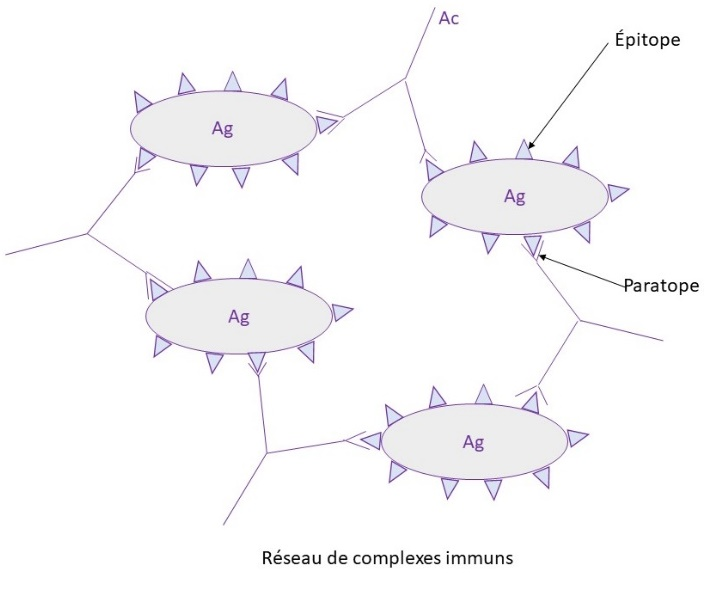 Ac
Épitope
Ag
Ag
Paratope
Ag
Ag
Réseau de complexes immuns